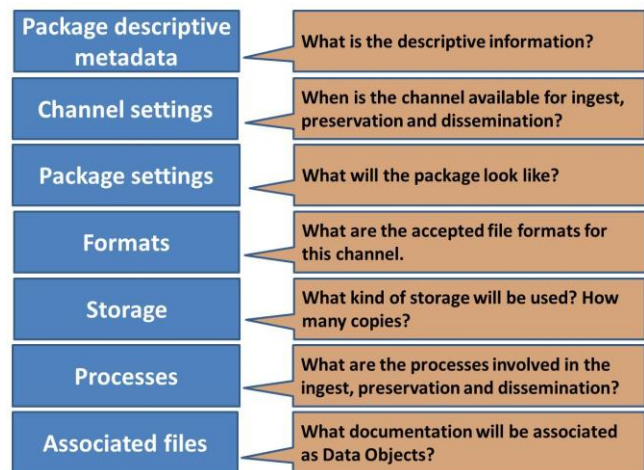 Package descriptive
metadata
What is the descriptive information?
Channel settings
When is the channel available for ingest,
preservation and dissemination?
Package settings
What will the package look like?
Formats
What are the accepted file formats for
this channel.
Storage
What kind of storage will be used? How
many copies?
Processes
What are the processes involved in the
ingest, preservation and dissemination?
Associated files
What documentation will be associated
as Data Objects?